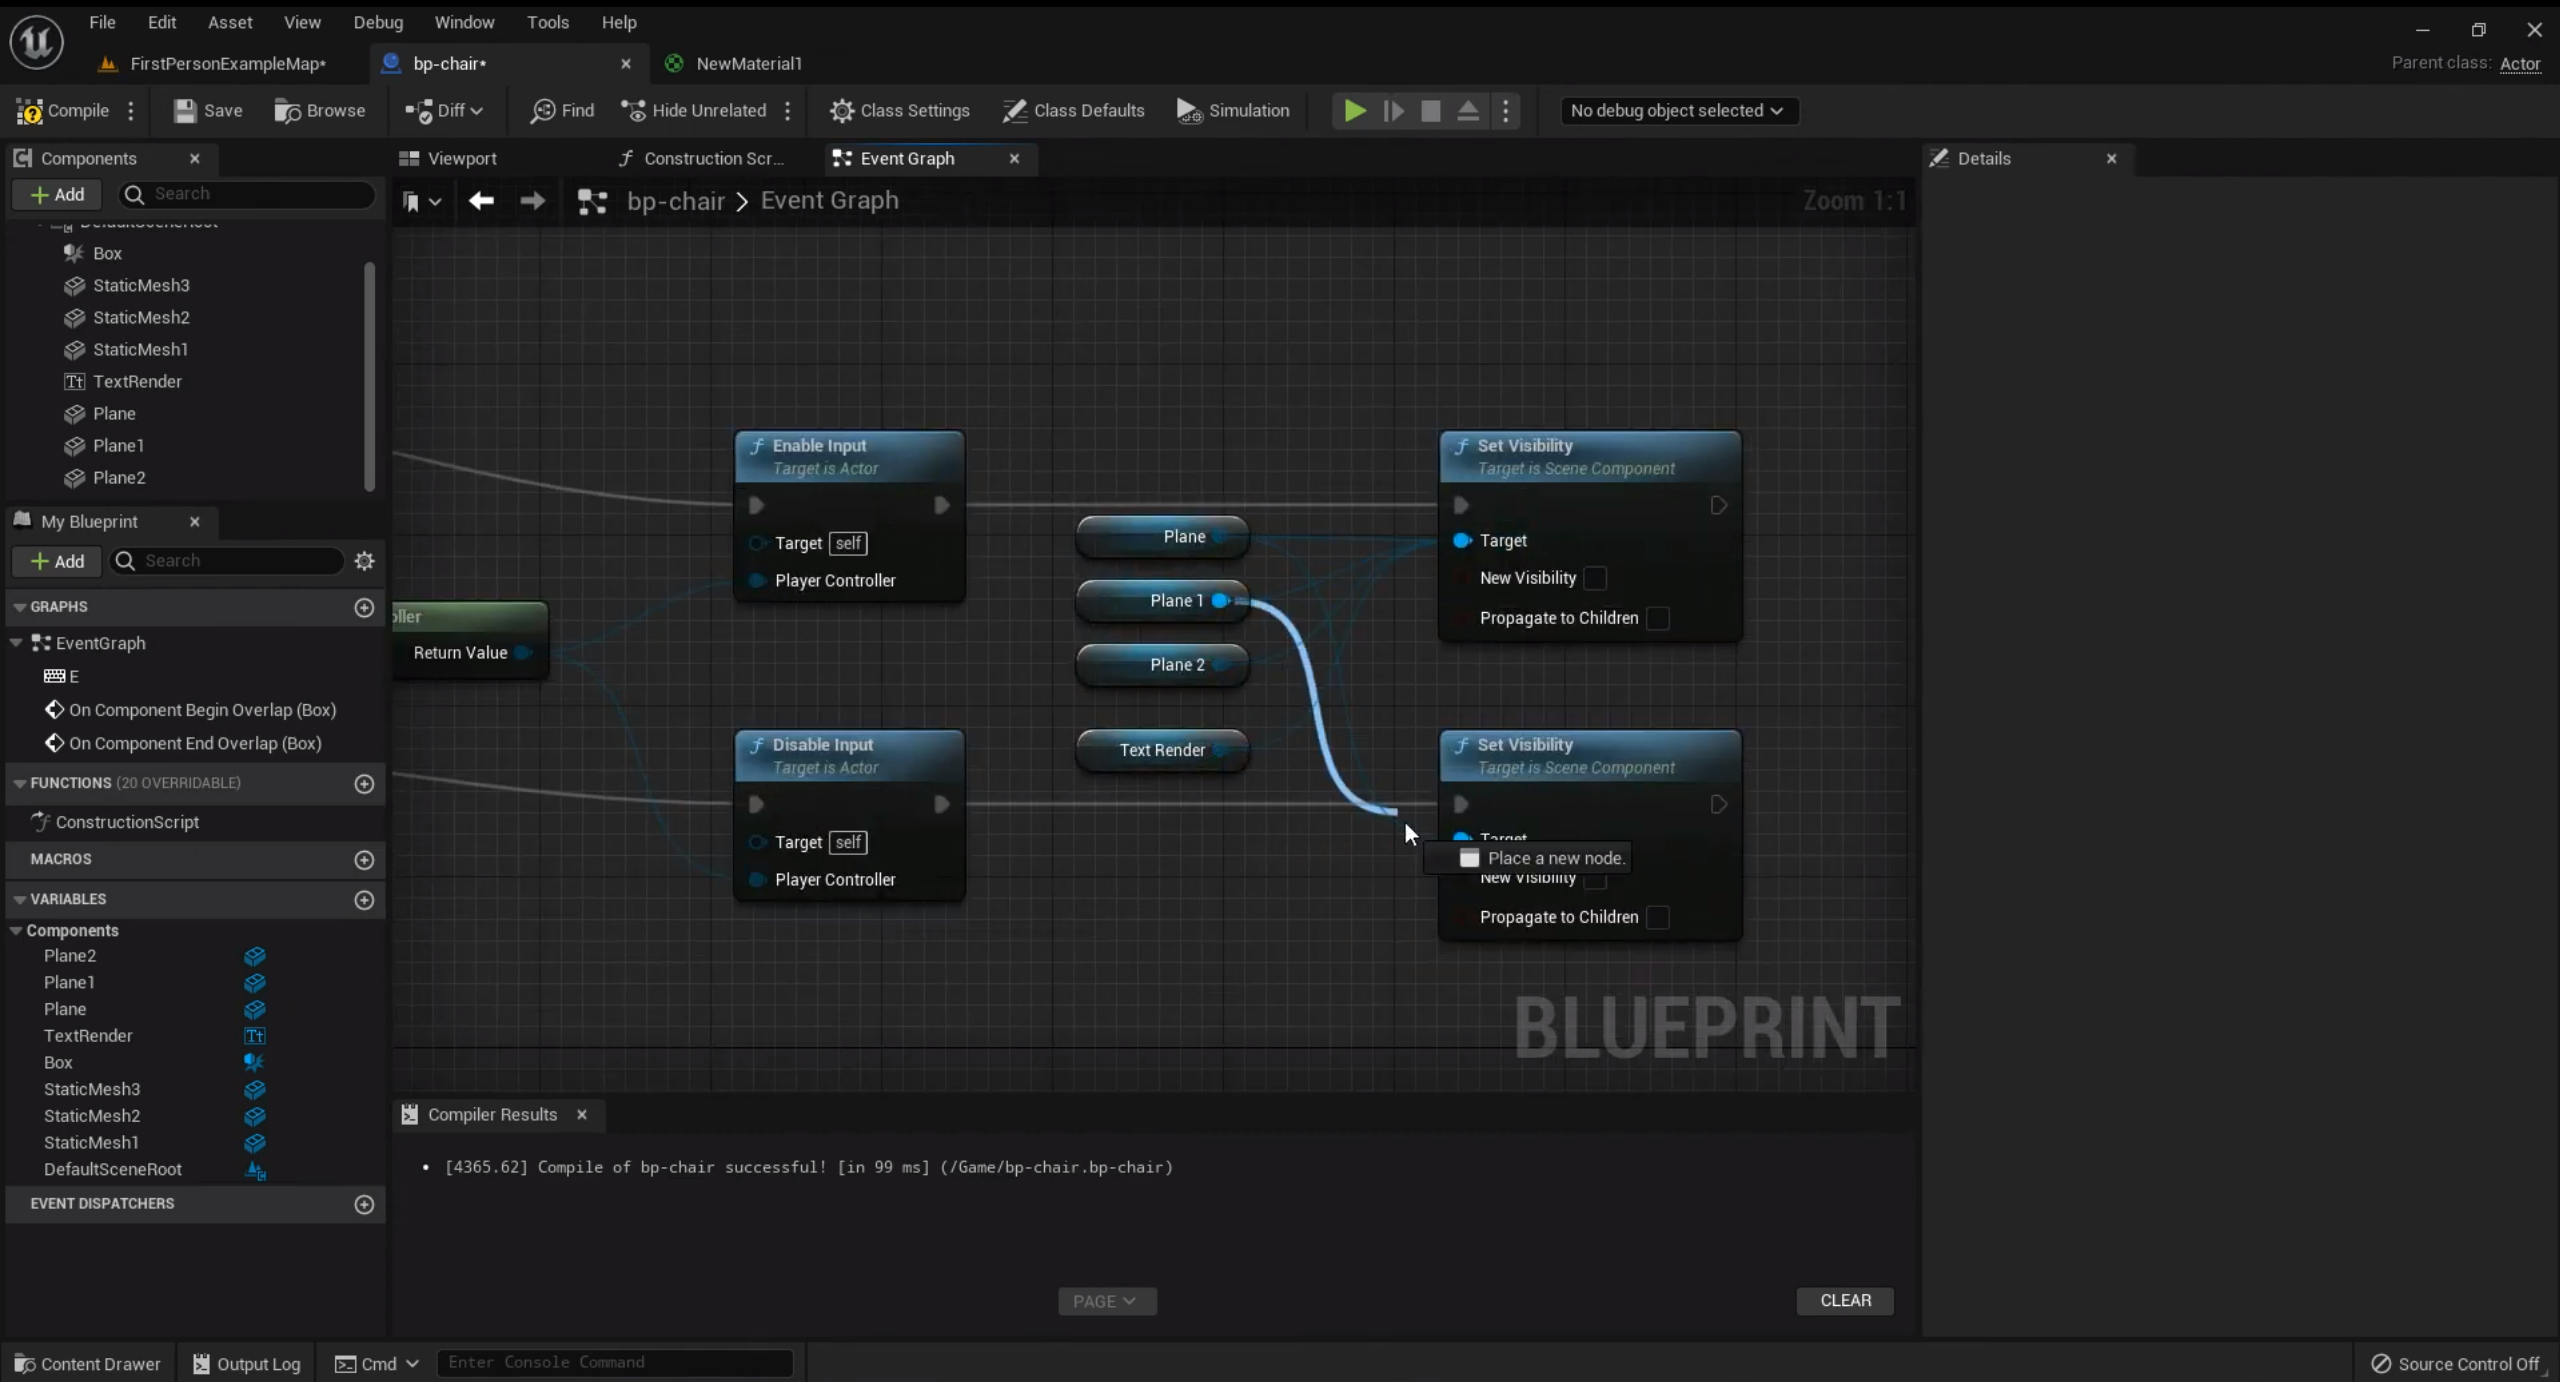 File Edit Asset View Debug Window Tools Help
FirstPersonExampleMap*
bp-chair*
NewMaterial1
Parent class: Actor
Compile
Save
Browse
Diff
Find
Hide Unrelated
Class Settings
Class Defaults
Simulation
No debug object selected
Components
Viewport
Construction Scr...
Event Graph
Details
Add
Search
bp-chair > Event Graph
Zoom 1:1
DefaultSceneRoot
Box
StaticMesh3
StaticMesh2
StaticMesh1
TextRender
Plane
Plane1
Plane2
My Blueprint
Add
Search
GRAPHS
EventGraph
E
On Component Begin Overlap (Box)
On Component End Overlap (Box)
FUNCTIONS (20 OVERRIDABLE)
ConstructionScript
MACROS
VARIABLES
Components
Plane2
Plane1
Plane
TextRender
Box
StaticMesh3
StaticMesh2
StaticMesh1
DefaultSceneRoot
EVENT DISPATCHERS
oller
Return Value
Enable Input
Target is Actor
Target self
Player Controller
Disable Input
Target is Actor
Target self
Player Controller
Plane
Plane 1
Plane 2
Text Render
Set Visibility
Target is Scene Component
Target
New Visibility
Propagate to Children
Set Visibility
Target is Scene Component
Target
Place a new node.
New Visibility
Propagate to Children
BLUEPRINT
Compiler Results
• [4365.62] Compile of bp-chair successful! [in 99 ms] (/Game/bp-chair.bp-chair)
PAGE
CLEAR
Content Drawer
Output Log
Cmd
Enter Console Command
Source Control Off